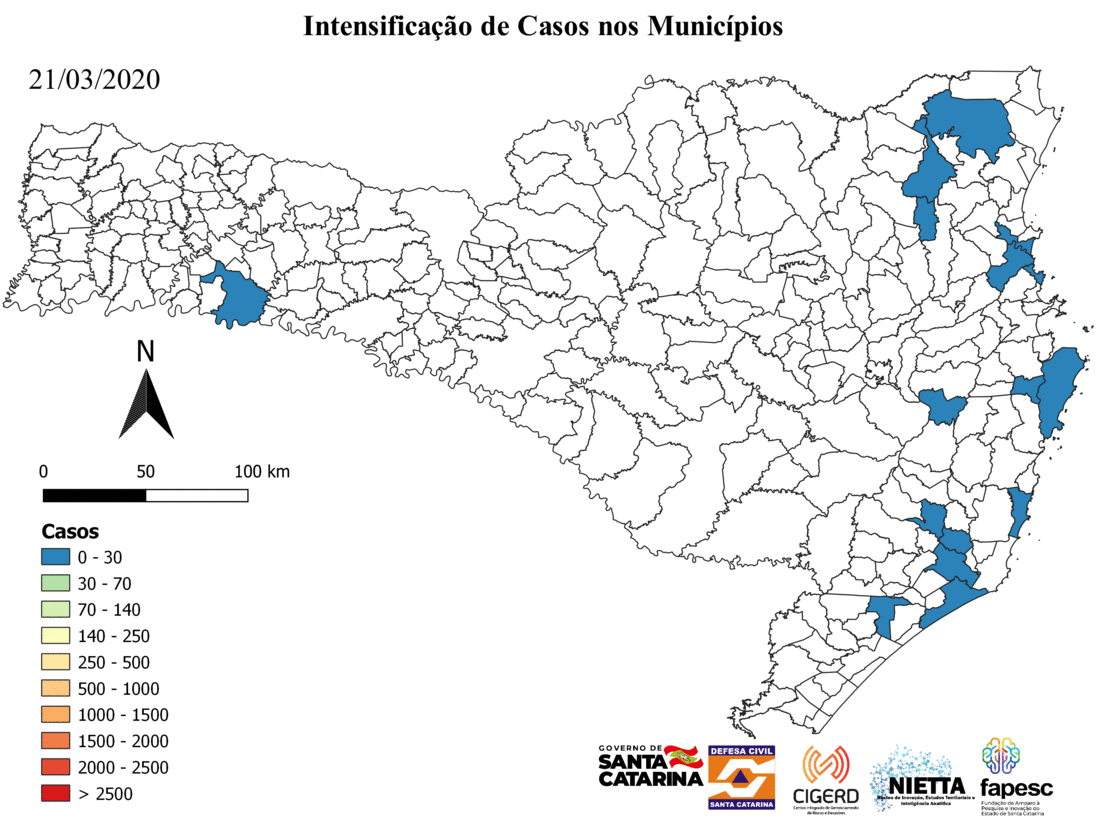 Intensificação de Casos nos Municípios
21/03/2020
N
0 50 100 km
Casos
0 - 30
30 - 70
70 - 140
140 - 250
250 - 500
500 - 1000
1000 - 1500
1500 - 2000
2000 - 2500
> 2500
GOVERNO DE
SANTA
CATARINA
DEFESA CIVIL
SANTA CATARINA
CIGERD
Centro Integrado de Gerenciamento
de Riscos e Desastres
NIETTA
Núcleo de Inovação, Estudos Territoriais e
Inteligência Analítica
fapesc
Fundação de Amparo à
Pesquisa e Inovação do
Estado de Santa Catarina